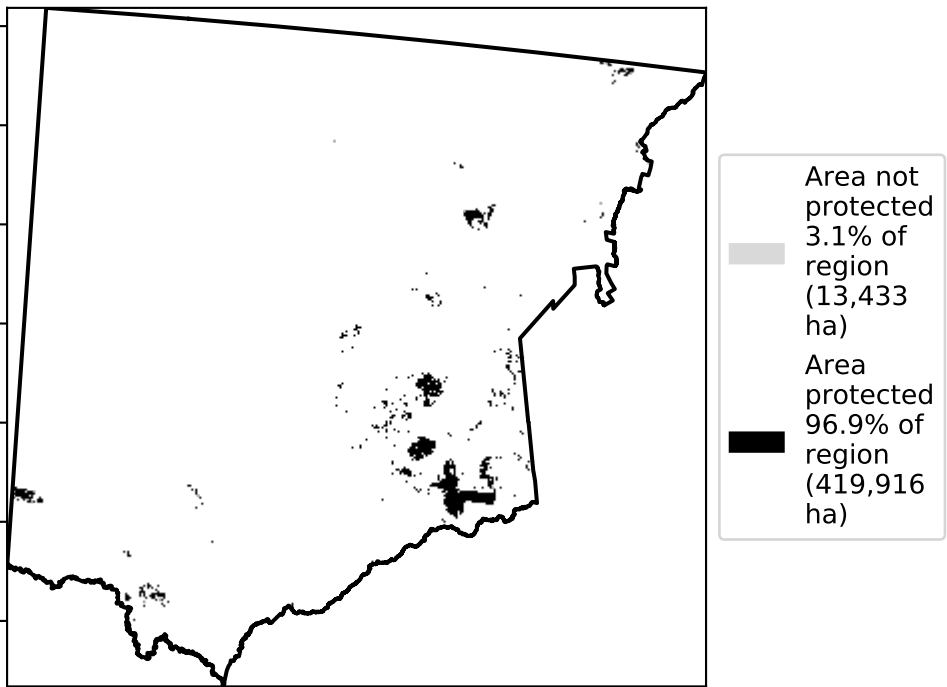 Area not
protected
3.1% of
region
(13,433
ha)
Area
protected
96.9% of
region
(419,916
ha)